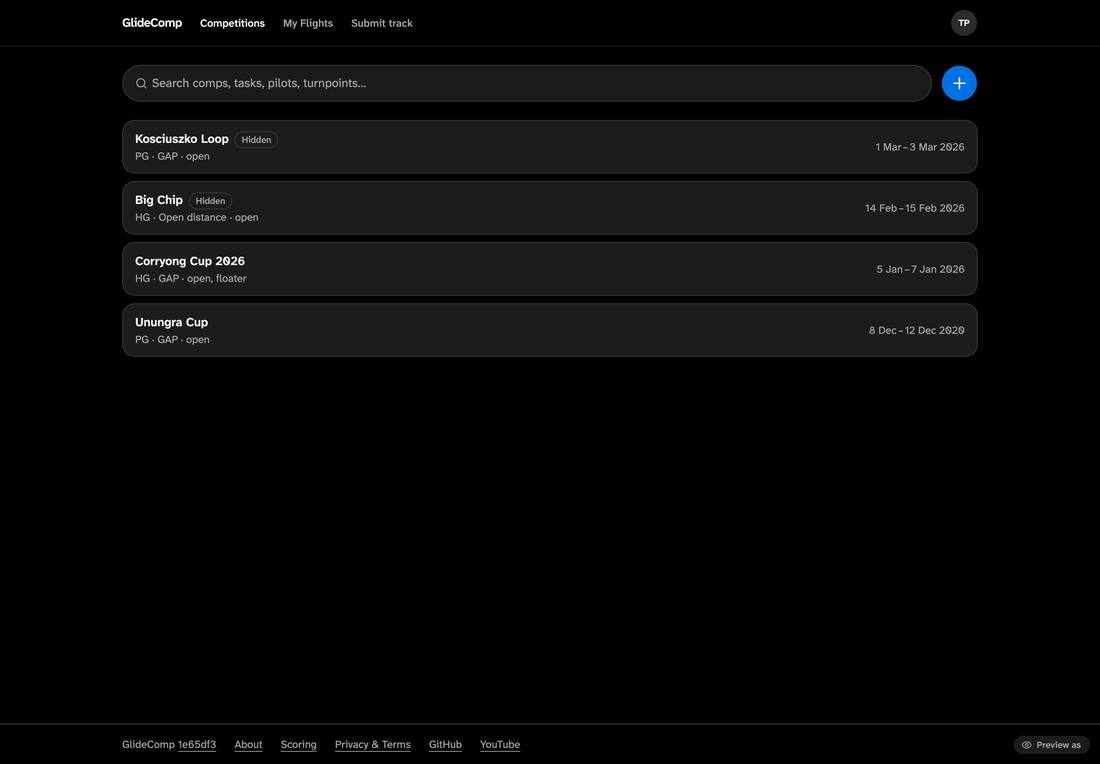 GlideComp Competitions My Flights Submit track TP
Search comps, tasks, pilots, turnpoints...
Kosciuszko Loop Hidden
PG · GAP · open
1 Mar – 3 Mar 2026
Big Chip Hidden
HG · Open distance · open
14 Feb – 15 Feb 2026
Corryong Cup 2026
HG · GAP · open, floater
5 Jan – 7 Jan 2026
Unungra Cup
PG · GAP · open
8 Dec – 12 Dec 2020
GlideComp 1e65df3 About Scoring Privacy & Terms GitHub YouTube Preview as